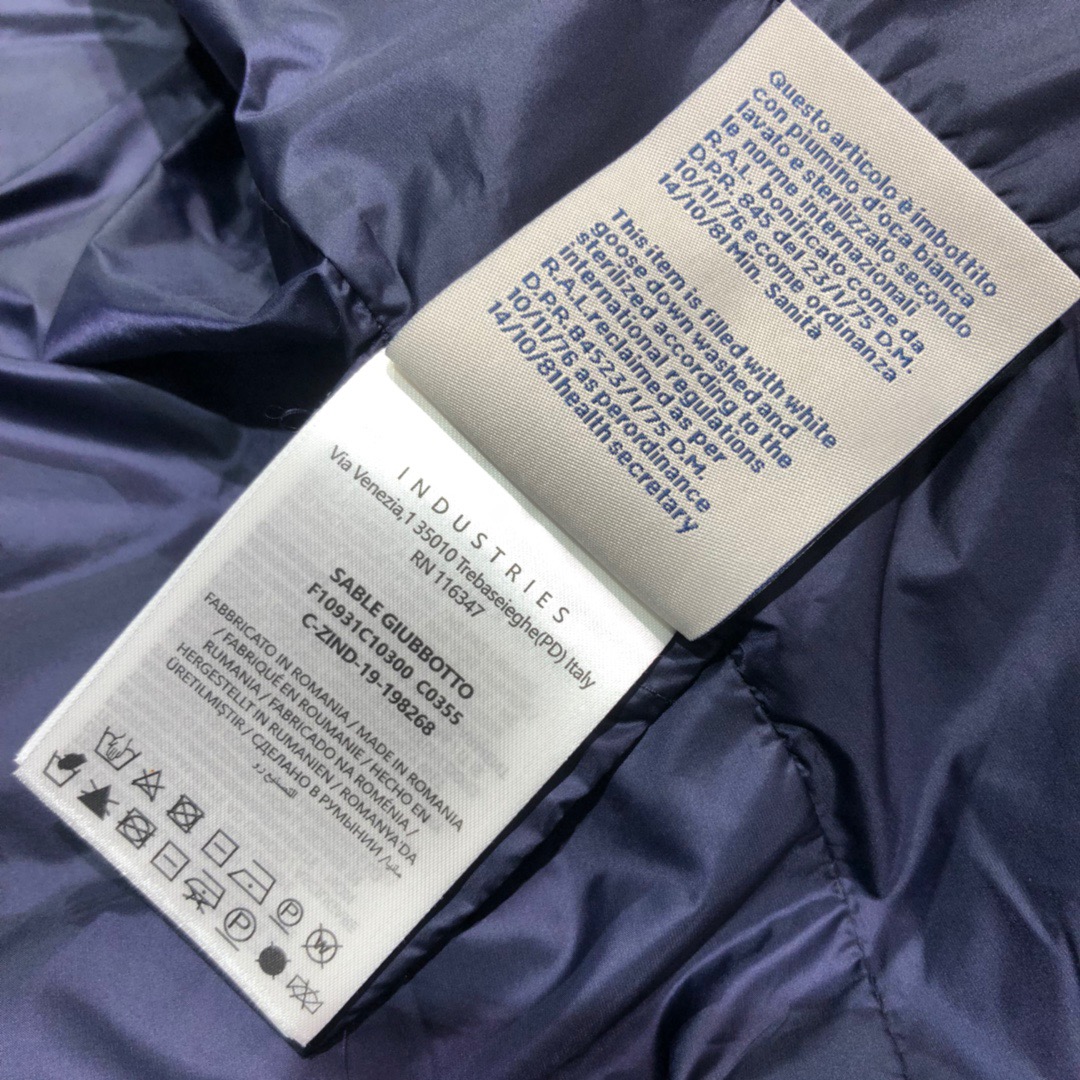 Questo articolo è imbottito
con piumino d'oca bianca
lavato e sterilizzato secondo
le norme internazionali
R.A.L. bonificato come da
D.P.R. 845 del 23/1/75 D.M.
10/11/76 e come ordinanza
14/10/81 Min. Sanità
This item is filled with white
goose down washed and
sterilized according to the
international regulations
R.A.L. reclaimed as per
D.P.R. 845 23/1/75 D.M.
10/11/76 as per ordinance
14/10/81 health secretary
INDUSTRIES
Via Venezia,1 35010 Trebaseieghe(PD) Italy
RN 116347
SABLE GIUBBOTTO
F10931C10300 C0355
C-ZIND-19-198268
FABBRICATO IN ROMANIA / MADE IN ROMANIA
/ FABRIQUÉ EN ROUMANIE / HECHO EN
RUMANIA / FABRICADO NA ROMÉNIA /
HERGESTELLT IN RUMÄNIEN / ROMANYA'DA
ÜRETILMIŞTIR / СДЕЛАНО В РУМЫНИИ /
P
W
P